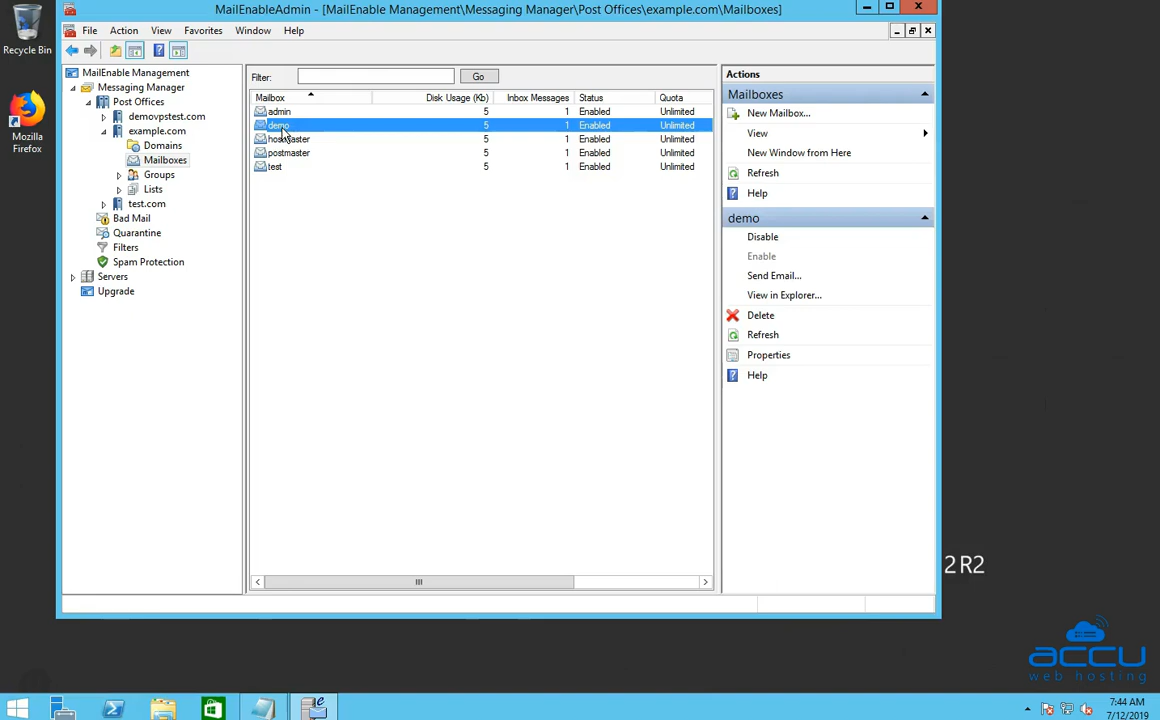 Recycle Bin
Mozilla
Firefox
MailEnableAdmin - [MailEnable Management\Messaging Manager\Post Offices\example.com\Mailboxes]
File Action View Favorites Window Help
MailEnable Management
Messaging Manager
Post Offices
demovpstest.com
example.com
Domains
Mailboxes
Groups
Lists
test.com
Bad Mail
Quarantine
Filters
Spam Protection
Servers
Upgrade
Filter: Go
Mailbox Disk Usage (Kb) Inbox Messages Status Quota
admin 5 1 Enabled Unlimited
demo 5 1 Enabled Unlimited
hostmaster 5 1 Enabled Unlimited
postmaster 5 1 Enabled Unlimited
test 5 1 Enabled Unlimited
Actions
Mailboxes
New Mailbox...
View
New Window from Here
Refresh
Help
demo
Disable
Enable
Send Email...
View in Explorer...
Delete
Refresh
Properties
Help
2 R2
accu
web hosting
7:44 AM
7/12/2019